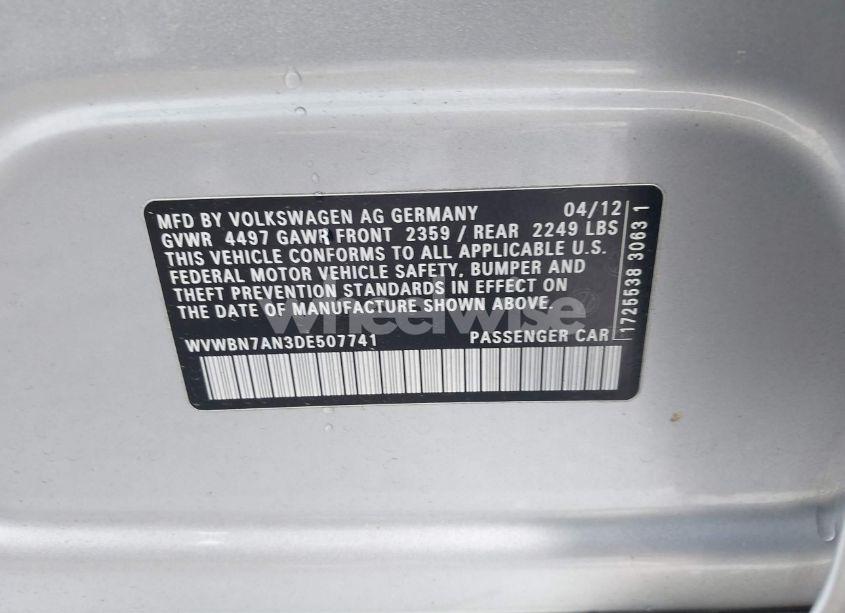 MFD BY VOLKSWAGEN AG GERMANY 04/12
GVWR 4497 GAWR FRONT 2359 / REAR 2249 LBS
THIS VEHICLE CONFORMS TO ALL APPLICABLE U.S.
FEDERAL MOTOR VEHICLE SAFETY, BUMPER AND
THEFT PREVENTION STANDARDS IN EFFECT ON
THE DATE OF MANUFACTURE SHOWN ABOVE.
WVWBN7AN3DE507741 PASSENGER CAR
1725538 3063 1
wheelwise